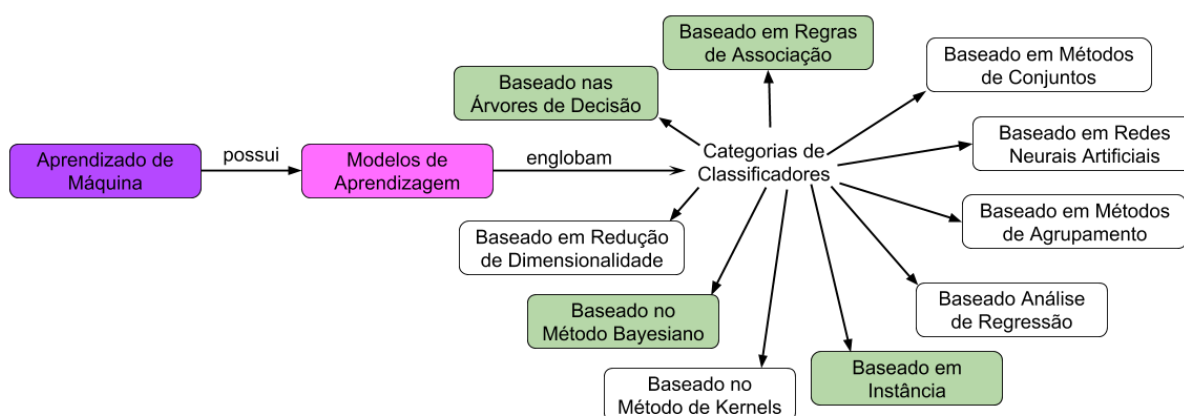 Baseado em Regras
de Associação
Baseado em Métodos
de Conjuntos
Baseado nas
Árvores de Decisão
Aprendizado de
Máquina
possui
Modelos de
Aprendizagem
englobam
Categorias de
Classificadores
Baseado em Redes
Neurais Artificiais
Baseado em Redução
de Dimensionalidade
Baseado em Métodos
de Agrupamento
Baseado no
Método Bayesiano
Baseado Análise
de Regressão
Baseado no
Método de Kernels
Baseado em
Instância